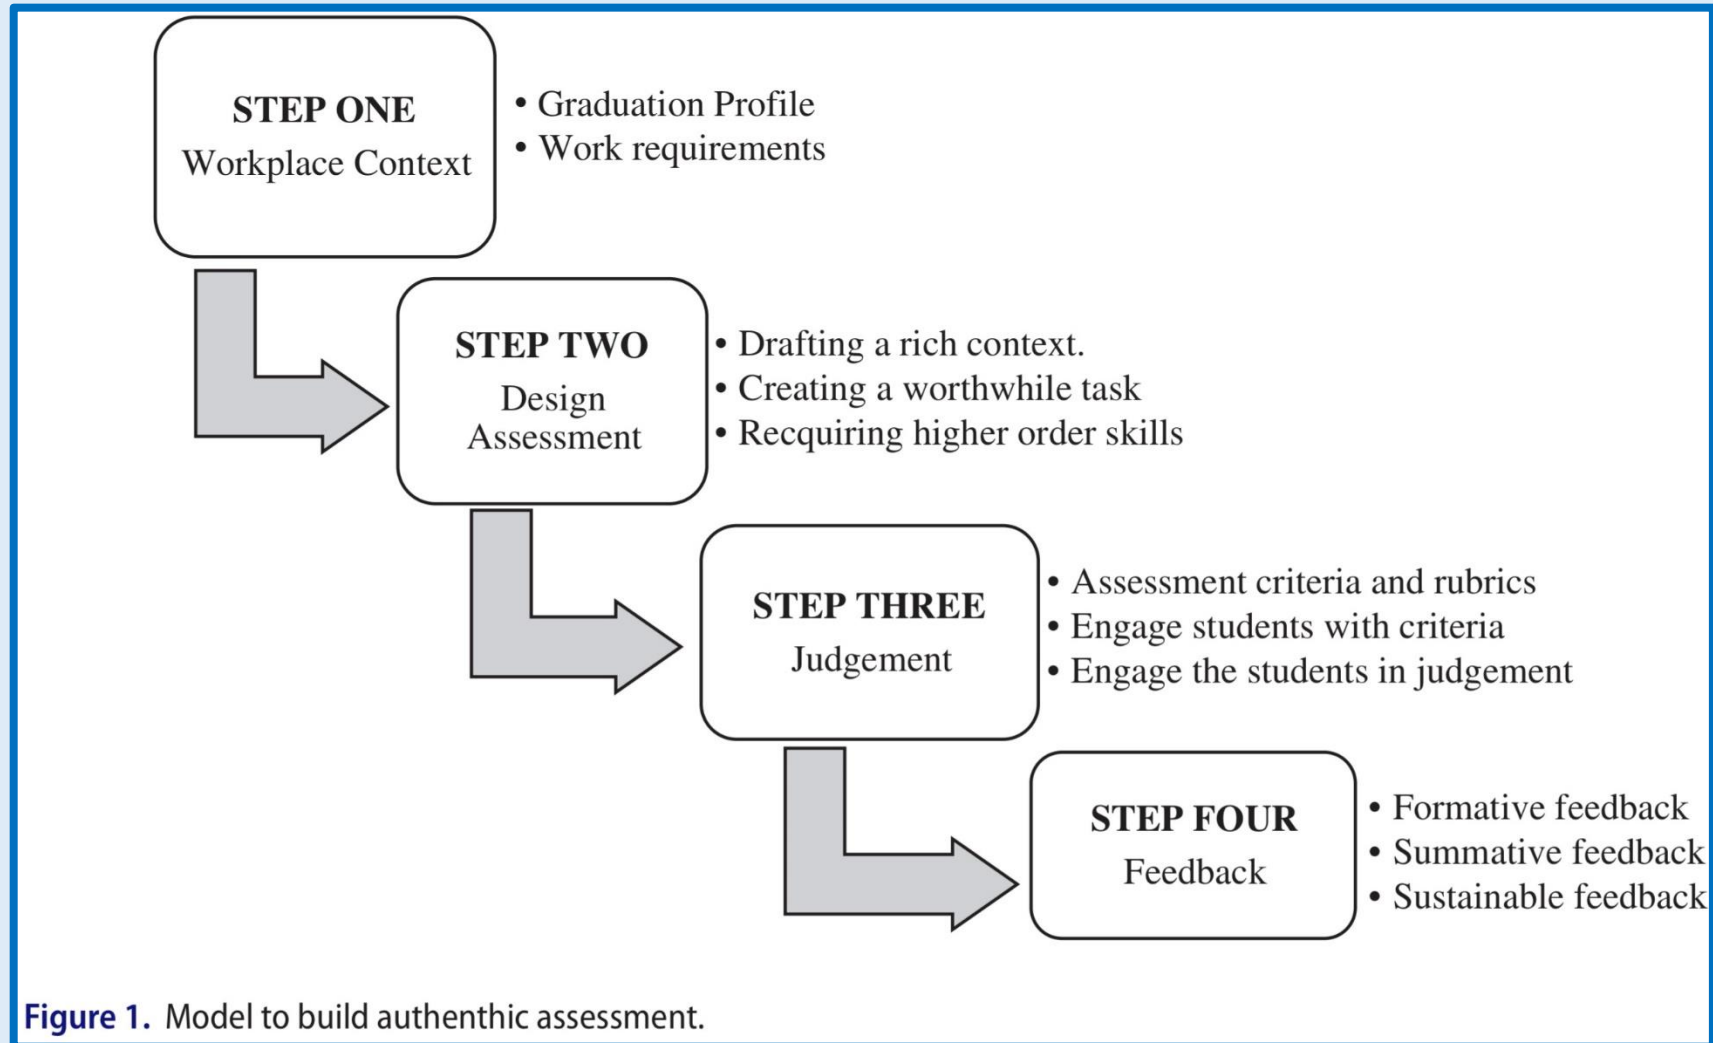 STEP ONE
Workplace Context
• Graduation Profile
• Work requirements
STEP TWO
Design
Assessment
• Drafting a rich context.
• Creating a worthwhile task
• Recquiring higher order skills
STEP THREE
Judgement
• Assessment criteria and rubrics
• Engage students with criteria
• Engage the students in judgement
STEP FOUR
Feedback
• Formative feedback
• Summative feedback
• Sustainable feedback
Figure 1. Model to build authenthic assessment.